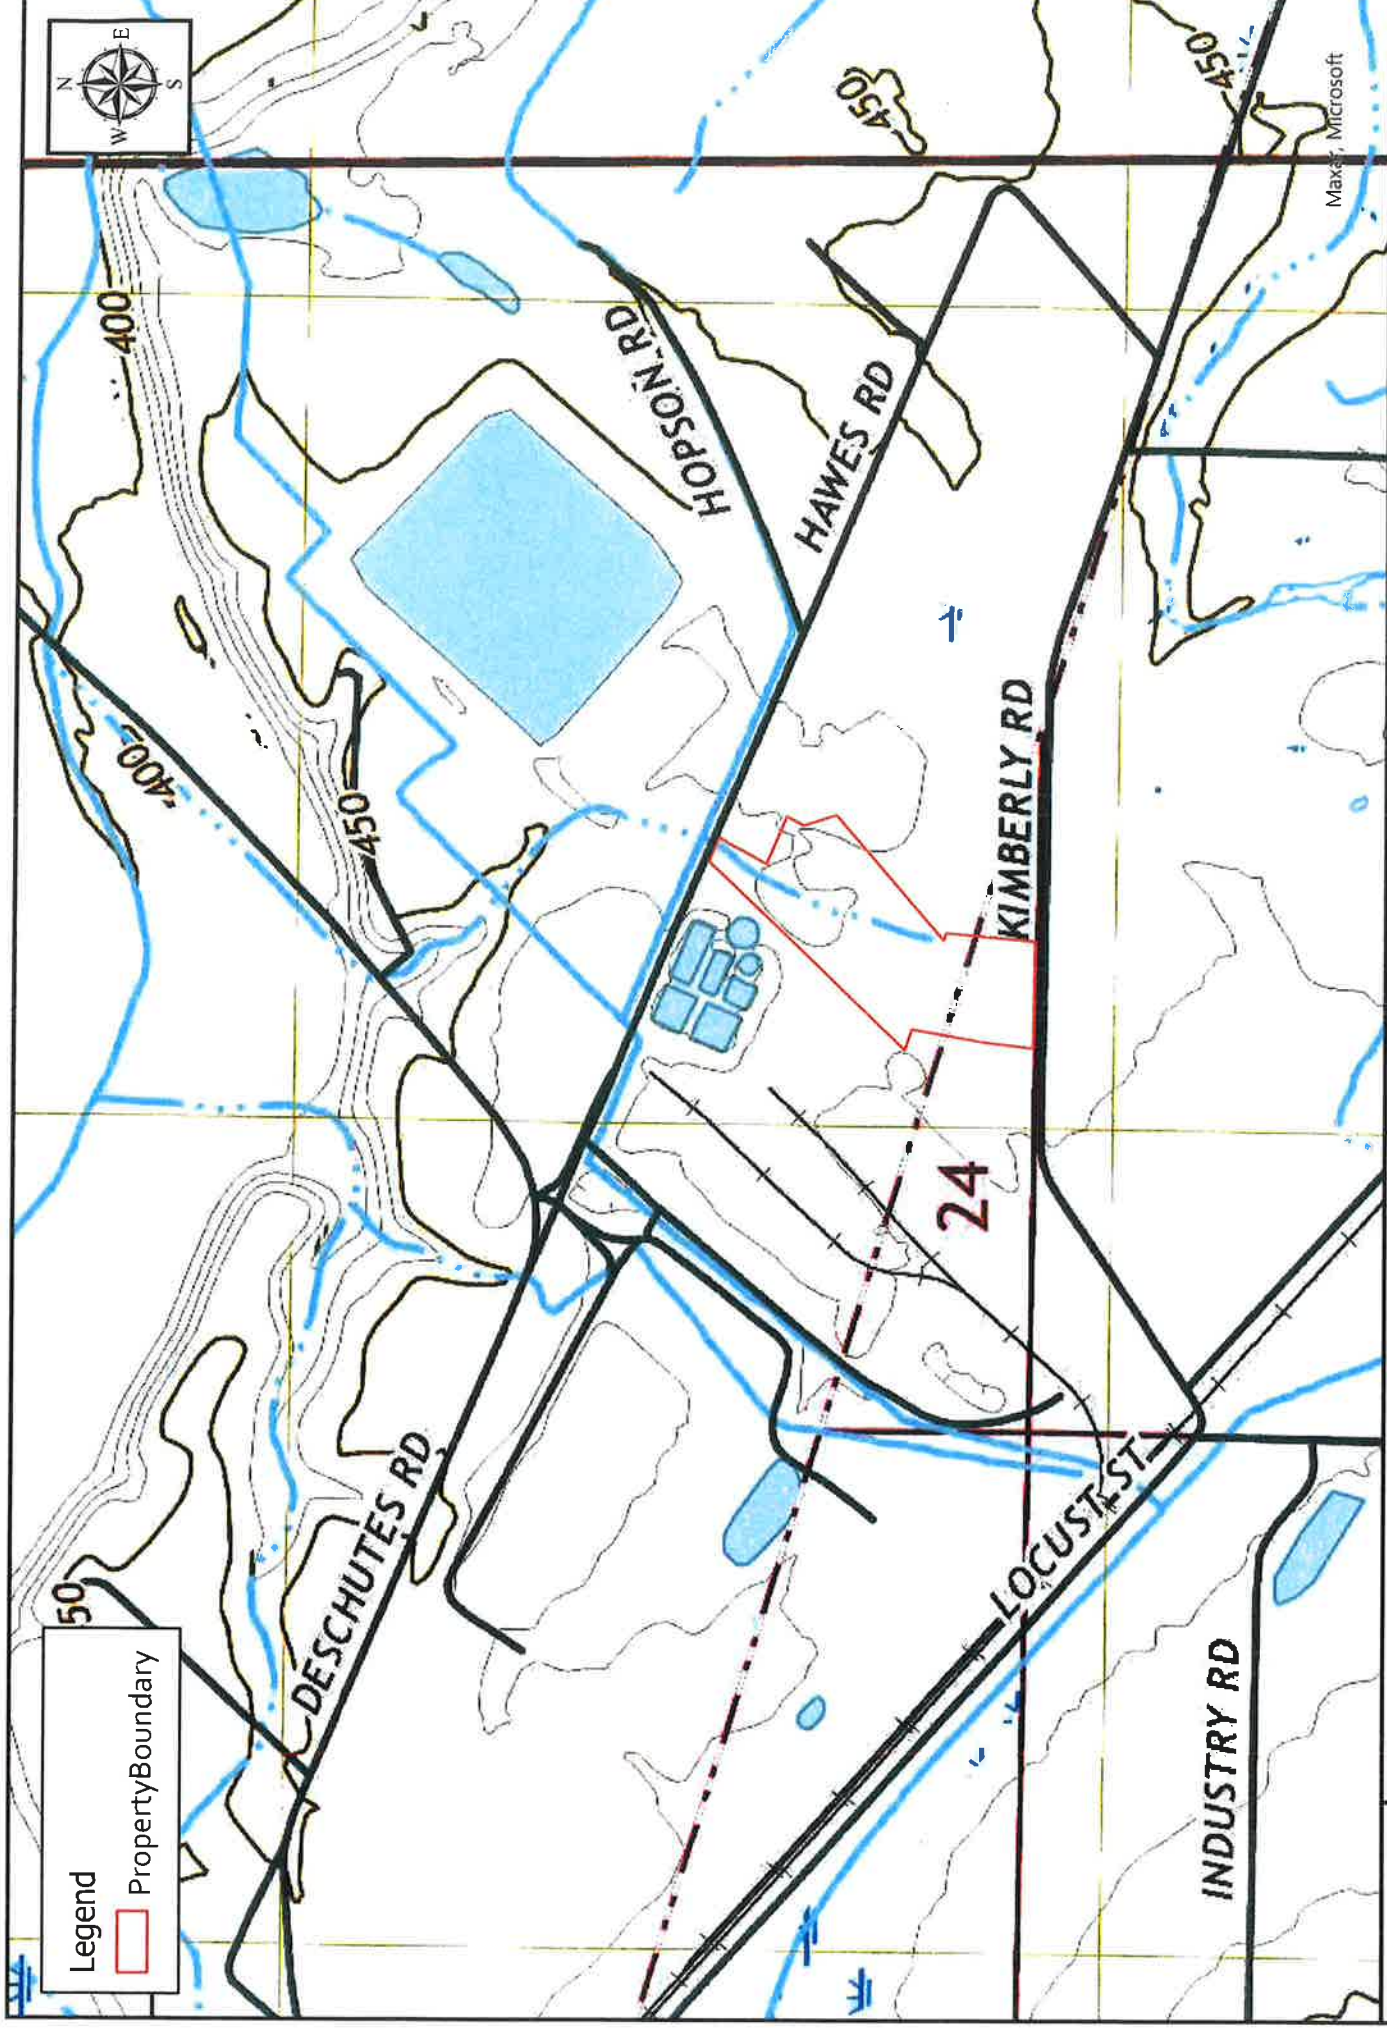 Legend
PropertyBoundary
N
W
E
S
50
400
400
450
450
450
HOPSON RD
HAWES RD
KIMBERLY RD
24
DESCHUTES RD
LOCUST ST
INDUSTRY RD
Maxar, Microsoft